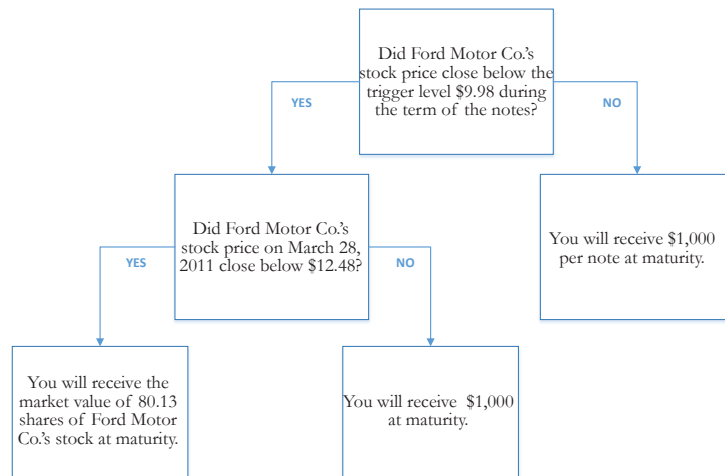 Did Ford Motor Co.'s
stock price close below the
trigger level $9.98 during
the term of the notes?
YES
NO
Did Ford Motor Co.'s
stock price on March 28,
2011 close below $12.48?
You will receive $1,000
per note at maturity.
YES
NO
You will receive the
market value of 80.13
shares of Ford Motor
Co.'s stock at maturity.
You will receive $1,000
at maturity.